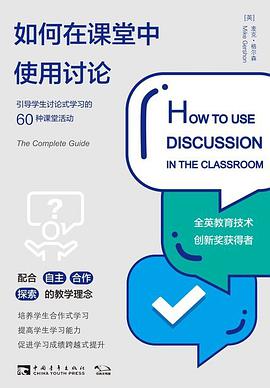 如何在课堂中
使用讨论
[英]
麦克·格尔森
Mike Gershon
引导学生讨论式学习的
60种课堂活动
The Complete Guide
HOW TO USE
DISCUSSION
IN THE CLASSROOM
全英教育技术
创新奖获得者
配合 自主 合作
探索 的教学理念
培养学生合作式学习
提高学生学习能力
促进学习成绩跨越式提升
中国青年出版社
CHINA YOUTH PRESS